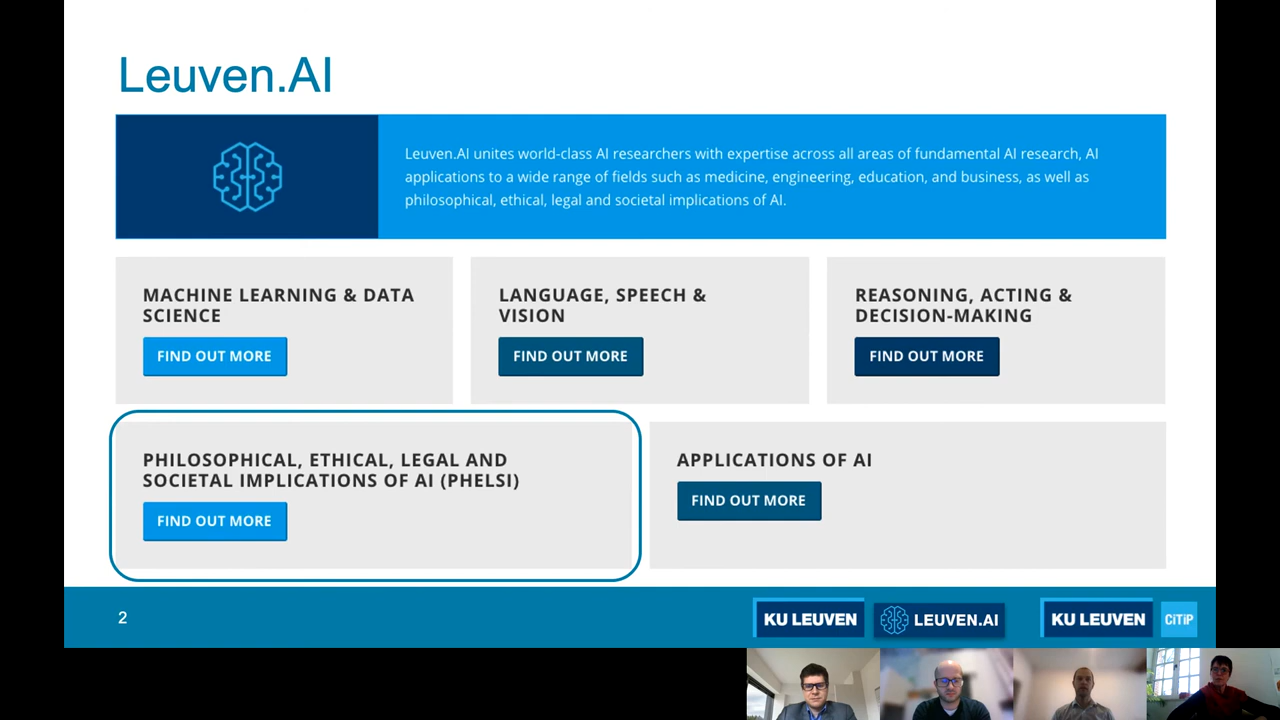 Leuven.AI
Leuven.AI unites world-class AI researchers with expertise across all areas of fundamental AI research, AI
applications to a wide range of fields such as medicine, engineering, education, and business, as well as
philosophical, ethical, legal and societal implications of AI.
MACHINE LEARNING & DATA
SCIENCE
FIND OUT MORE
LANGUAGE, SPEECH &
VISION
FIND OUT MORE
REASONING, ACTING &
DECISION-MAKING
FIND OUT MORE
PHILOSOPHICAL, ETHICAL, LEGAL AND
SOCIETAL IMPLICATIONS OF AI (PHELSI)
FIND OUT MORE
APPLICATIONS OF AI
FIND OUT MORE
2
KU LEUVEN
LEUVEN.AI
KU LEUVEN
CiTiP